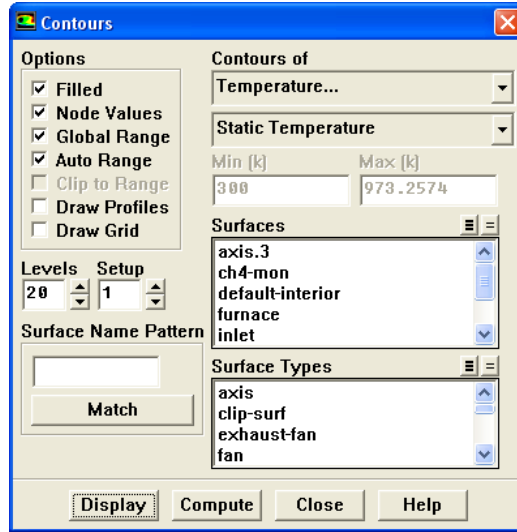 Contours
Options
Filled
Node Values
Global Range
Auto Range
Clip to Range
Draw Profiles
Draw Grid
Levels Setup
20 1
Surface Name Pattern
Match
Contours of
Temperature...
Static Temperature
Min (k) Max (k)
300 973.2574
Surfaces
axis.3
ch4-mon
default-interior
furnace
inlet
Surface Types
axis
clip-surf
exhaust-fan
fan
Display Compute Close Help